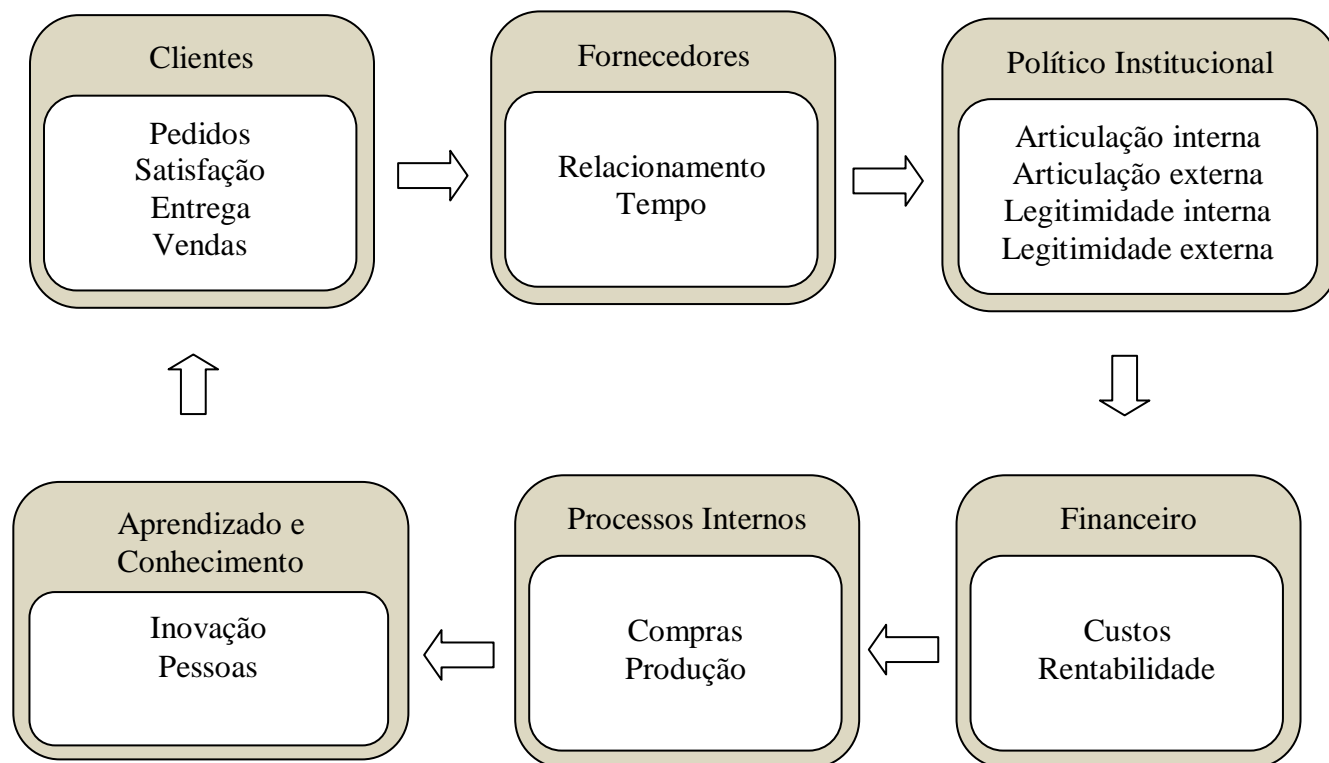 Clientes
Pedidos
Satisfação
Entrega
Vendas
Fornecedores
Relacionamento
Tempo
Político Institucional
Articulação interna
Articulação externa
Legitimidade interna
Legitimidade externa
Aprendizado e
Conhecimento
Inovação
Pessoas
Processos Internos
Compras
Produção
Financeiro
Custos
Rentabilidade